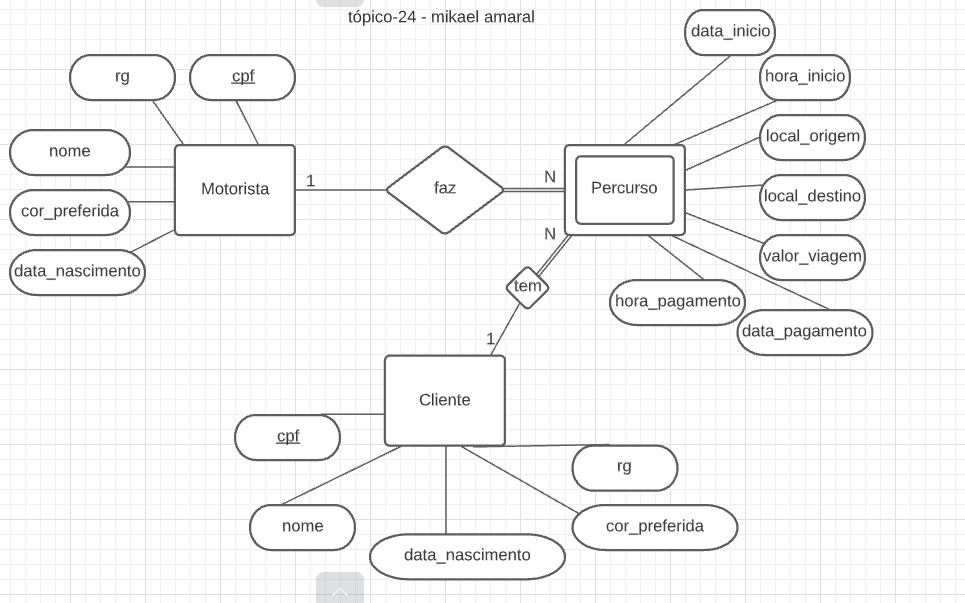 tópico-24 - mikael amaral
data_inicio
rg
cpf
hora_inicio
nome
local_origem
Motorista
1
faz
N
Percurso
cor_preferida
local_destino
N
valor_viagem
data_nascimento
tem
hora_pagamento
data_pagamento
1
Cliente
cpf
rg
nome
cor_preferida
data_nascimento